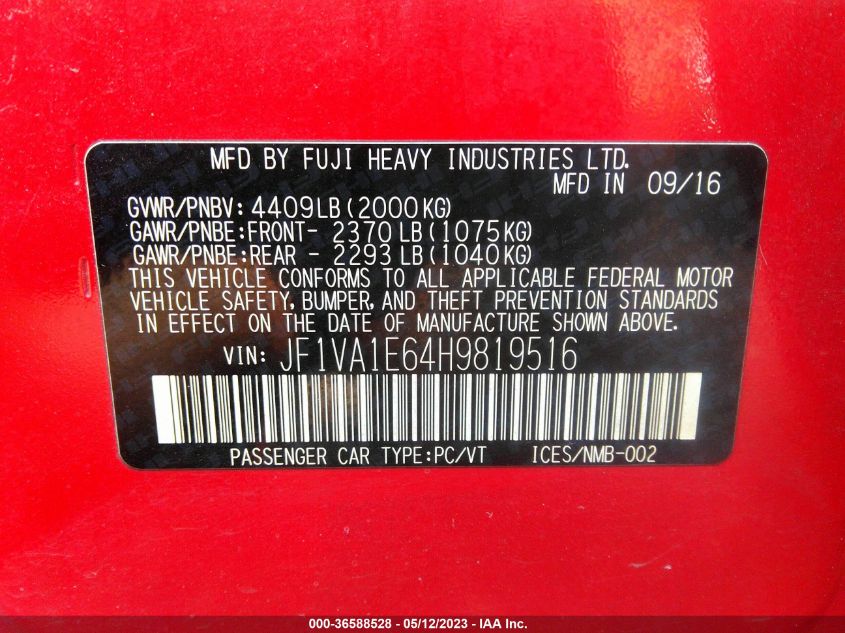 MFD BY FUJI HEAVY INDUSTRIES LTD.
MFD IN 09/16
GVWR/PNBV: 4409LB(2000KG)
GAWR/PNBE:FRONT- 2370LB(1075KG)
GAWR/PNBE:REAR - 2293LB(1040KG)
THIS VEHICLE CONFORMS TO ALL APPLICABLE FEDERAL MOTOR
VEHICLE SAFETY, BUMPER, AND THEFT PREVENTION STANDARDS
IN EFFECT ON THE DATE OF MANUFACTURE SHOWN ABOVE.
VIN: JF1VA1E64H9819516
PASSENGER CAR TYPE:PC/VT ICES/NMB-002
000-36588528 - 05/12/2023 - IAA Inc.